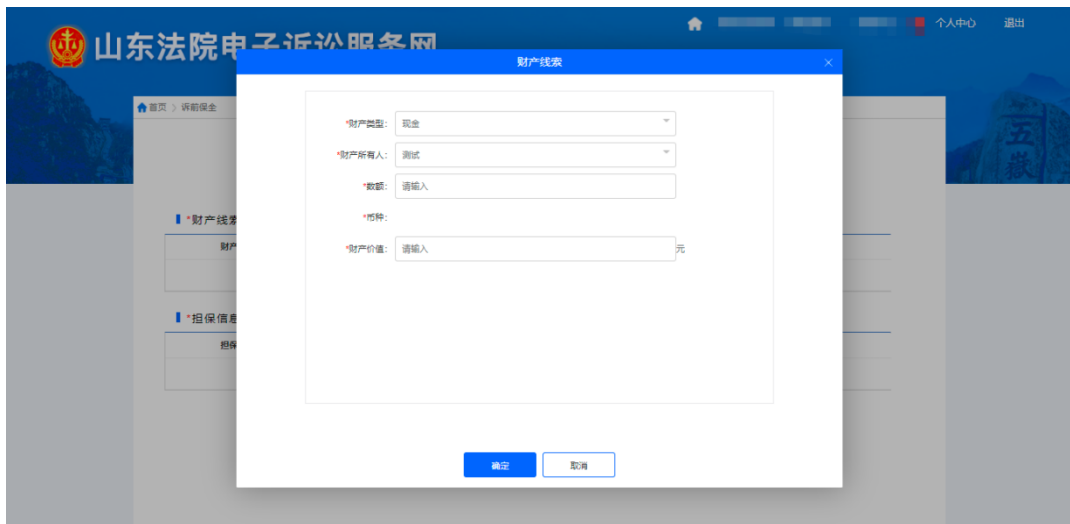 个人中心 退出
山东法院电子诉讼服务网
财产线索
首页 > 诉前保全
*财产类型: 现金
*财产所有人: 测试
*数额: 请输入
*币种:
*财产价值: 请输入 元
*财产线索
财产
*担保信息
担保
确定 取消
五嶽